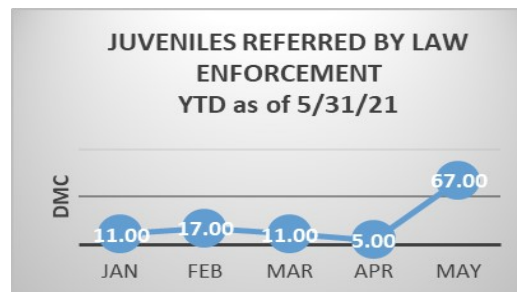 JUVENILES REFERRED BY LAW
ENFORCEMENT
YTD as of 5/31/21
DMC
11.00 17.00 11.00 5.00 67.00
JAN FEB MAR APR MAY